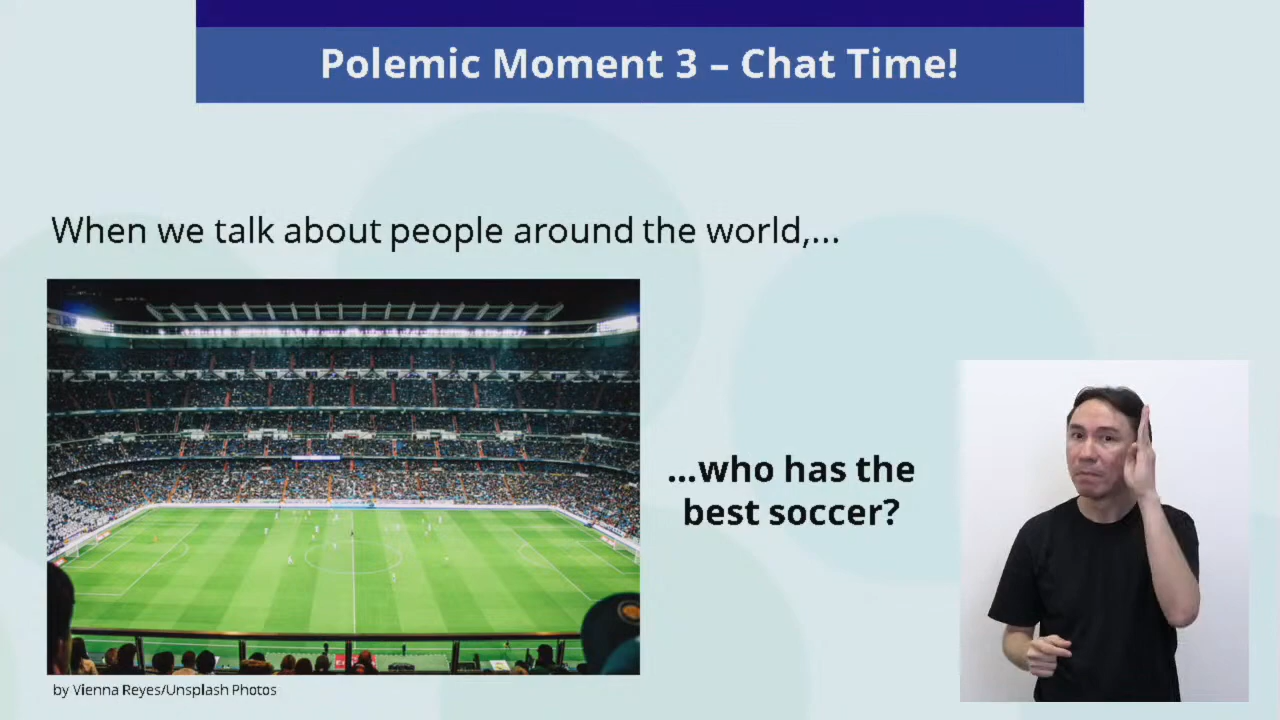 Polemic Moment 3 – Chat Time!
When we talk about people around the world,...
...who has the
best soccer?
by Vienna Reyes/Unsplash Photos